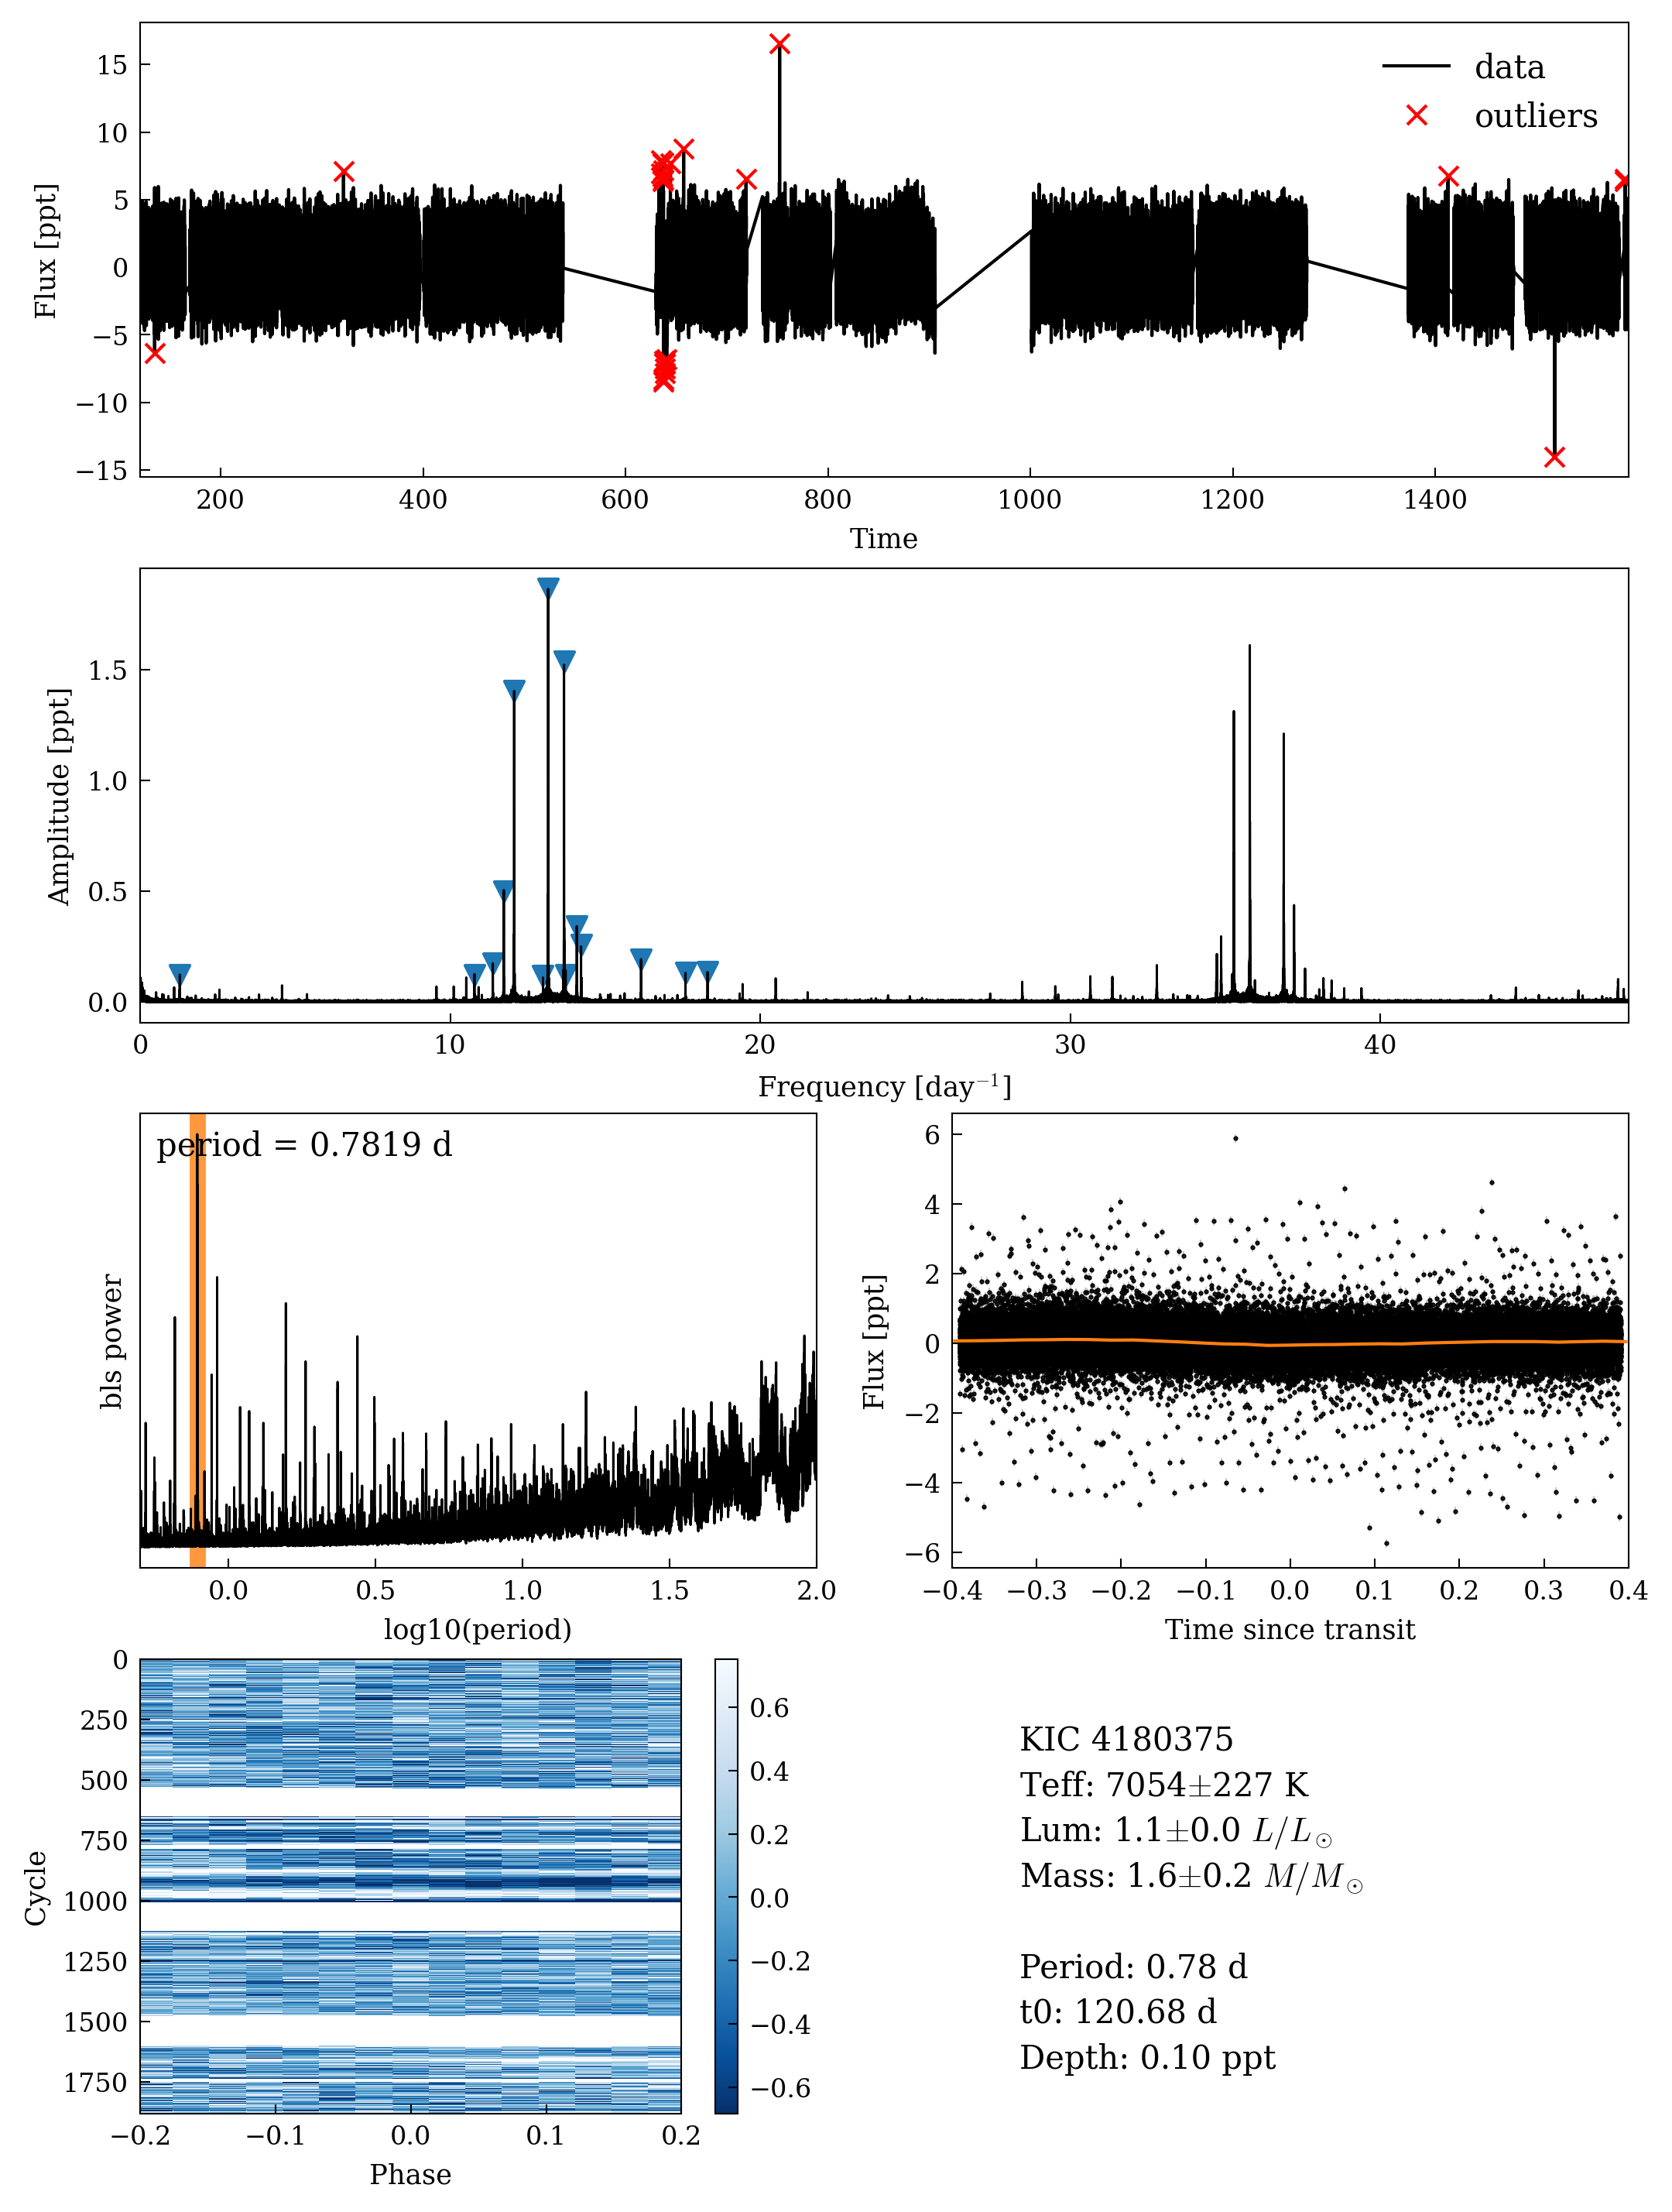 15
10
5
0
−5
−10
−15
Flux [ppt]
data
outliers
200 400 600 800 1000 1200 1400
Time
1.5
1.0
0.5
0.0
Amplitude [ppt]
0 10 20 30 40
Frequency [day⁻¹]
period = 0.7819 d
bls power
0.0 0.5 1.0 1.5 2.0
log10(period)
6
4
2
0
−2
−4
−6
Flux [ppt]
−0.4 −0.3 −0.2 −0.1 0.0 0.1 0.2 0.3 0.4
Time since transit
0
250
500
750
1000
1250
1500
1750
Cycle
−0.2 −0.1 0.0 0.1 0.2
Phase
0.6
0.4
0.2
0.0
−0.2
−0.4
−0.6
KIC 4180375
Teff: 7054±227 K
Lum: 1.1±0.0 L/L⊙
Mass: 1.6±0.2 M/M⊙
Period: 0.78 d
t0: 120.68 d
Depth: 0.10 ppt